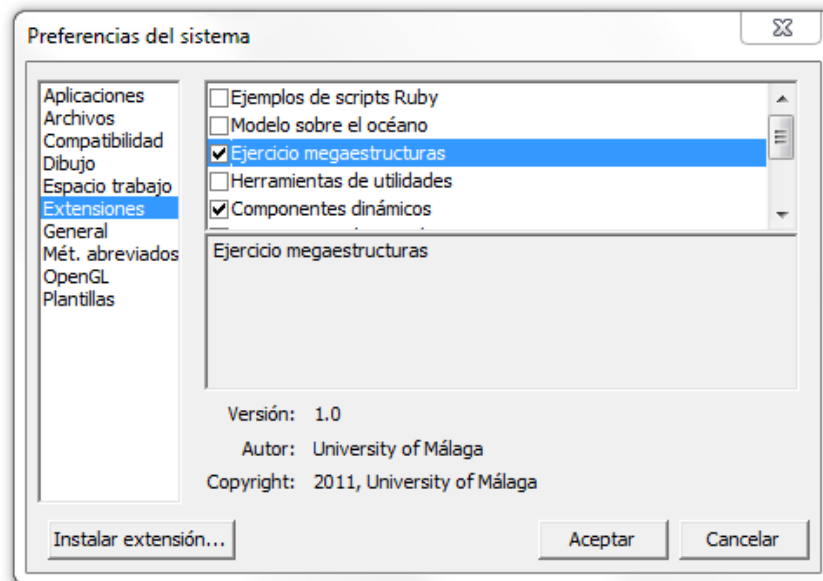 Preferencias del sistema
Aplicaciones
Archivos
Compatibilidad
Dibujo
Espacio trabajo
Extensiones
General
Mét. abreviados
OpenGL
Plantillas
Ejemplos de scripts Ruby
Modelo sobre el océano
Ejercicio megaestructuras
Herramientas de utilidades
Componentes dinámicos
Ejercicio megaestructuras
Versión: 1.0
Autor: University of Málaga
Copyright: 2011, University of Málaga
Instalar extensión...
Aceptar
Cancelar